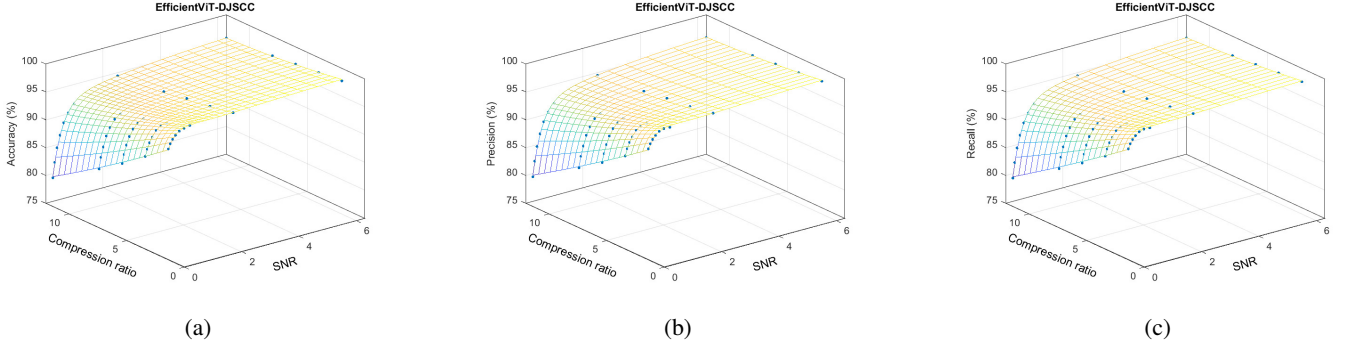 EfficientViT-DJSCC
100
95
90
85
80
75
Accuracy (%)
10
5
0
Compression ratio
0
2
4
6
SNR
(a)
EfficientViT-DJSCC
100
95
90
85
80
75
Precision (%)
10
5
0
Compression ratio
0
2
4
6
SNR
(b)
EfficientViT-DJSCC
100
95
90
85
80
75
Recall (%)
10
5
0
Compression ratio
0
2
4
6
SNR
(c)